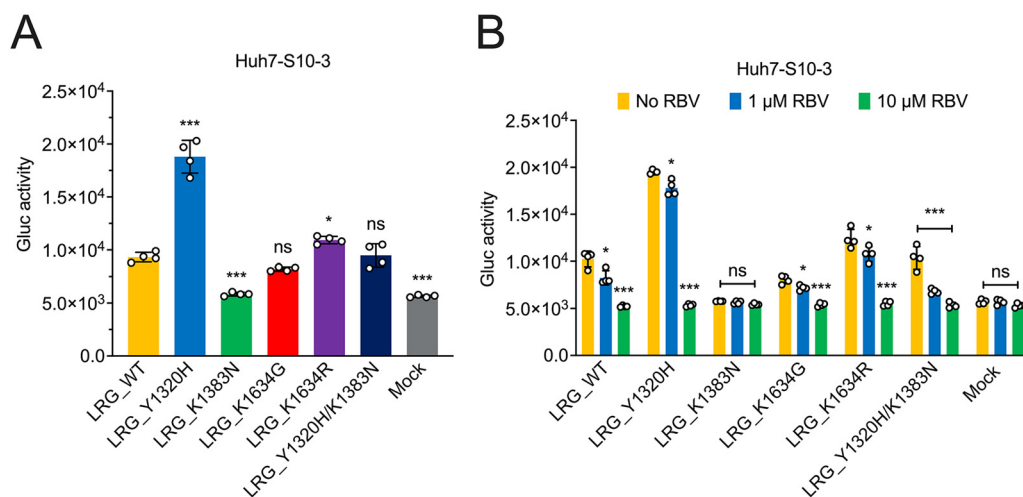 A
Huh7-S10-3
Gluc activity
2.5×10⁴
2.0×10⁴
1.5×10⁴
1.0×10⁴
5.0×10³
0.0
***
***
ns
*
ns
***
LRG_WT
LRG_Y1320H
LRG_K1383N
LRG_K1634G
LRG_K1634R
LRG_Y1320H/K1383N
Mock
B
Huh7-S10-3
No RBV
1 µM RBV
10 µM RBV
Gluc activity
2.5×10⁴
2.0×10⁴
1.5×10⁴
1.0×10⁴
5.0×10³
0.0
*
***
*
***
ns
*
***
*
***
***
ns
LRG_WT
LRG_Y1320H
LRG_K1383N
LRG_K1634G
LRG_K1634R
LRG_Y1320H/K1383N
Mock